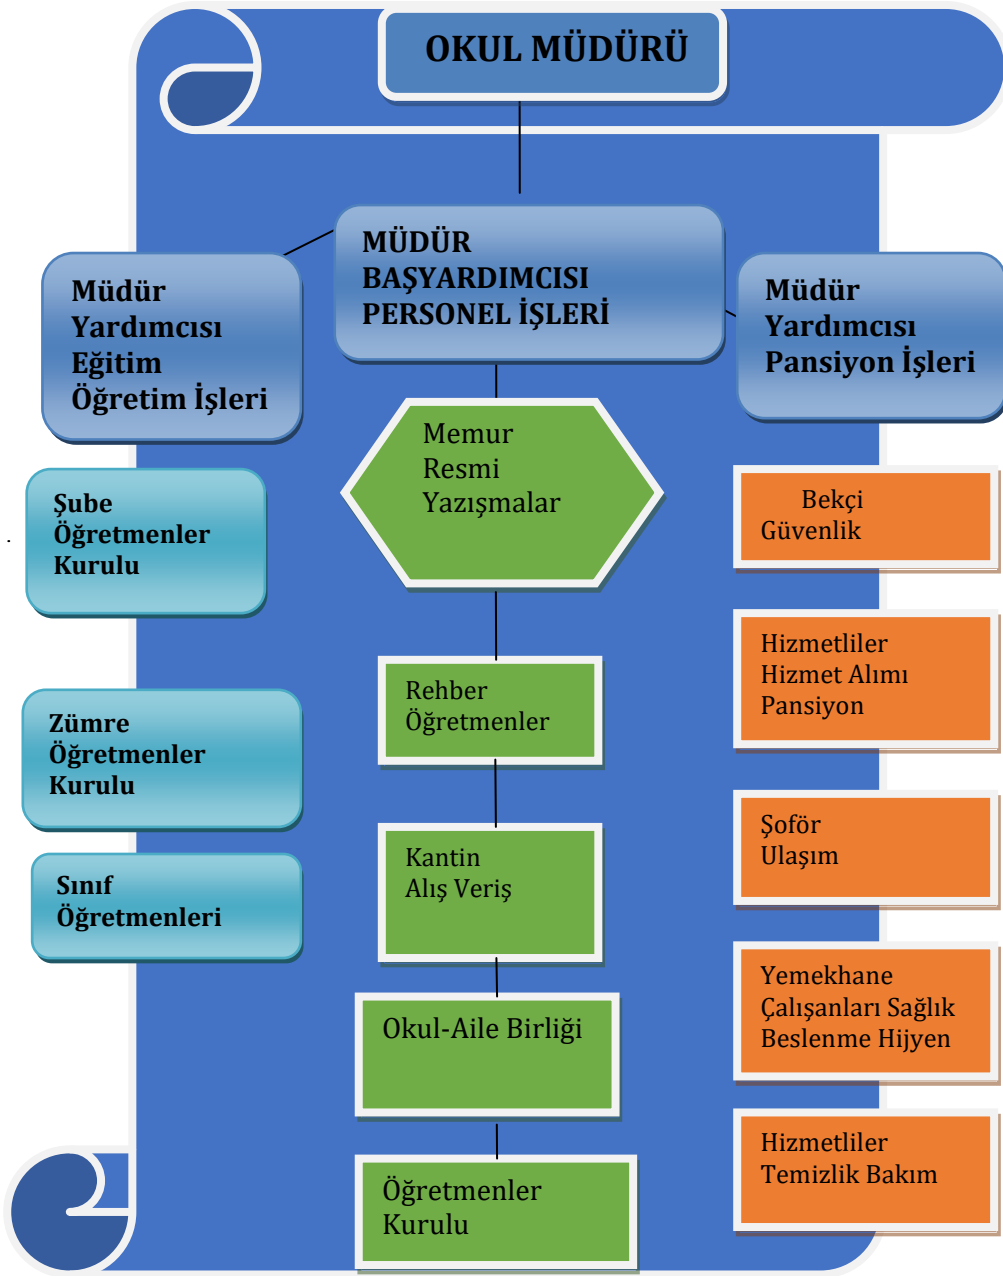 OKUL MÜDÜRÜ
MÜDÜR
BAŞYARDIMCISI
PERSONEL İŞLERİ
Müdür
Yardımcısı
Eğitim
Öğretim İşleri
Müdür
Yardımcısı
Pansiyon İşleri
Şube
Öğretmenler
Kurulu
Zümre
Öğretmenler
Kurulu
Sınıf
Öğretmenleri
Memur
Resmi
Yazışmalar
Rehber
Öğretmenler
Kantin
Alış Veriş
Okul-Aile Birliği
Öğretmenler
Kurulu
Bekçi
Güvenlik
Hizmetliler
Hizmet Alımı
Pansiyon
Şoför
Ulaşım
Yemekhane
Çalışanları Sağlık
Beslenme Hijyen
Hizmetliler
Temizlik Bakım